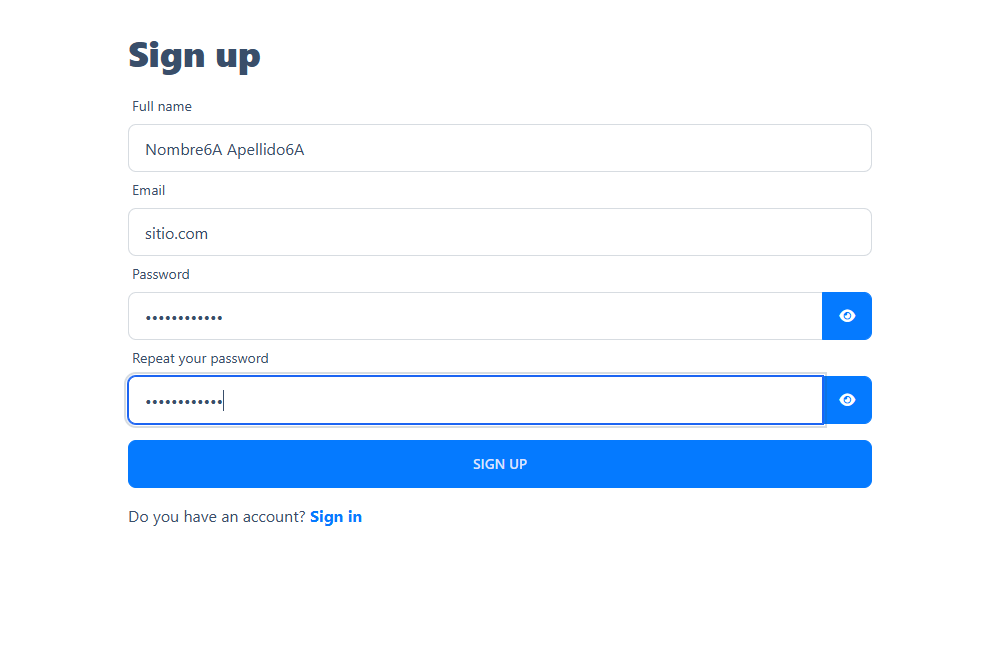 Sign up
Full name
Nombre6A Apellido6A
Email
sitio.com
Password
••••••••••••
Repeat your password
••••••••••••
SIGN UP
Do you have an account? Sign in